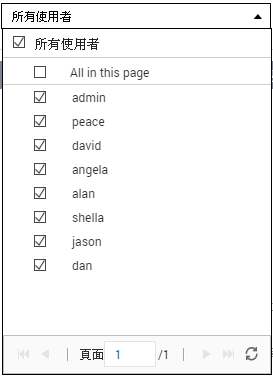 所有使用者
所有使用者
All in this page
admin
peace
david
angela
alan
shella
jason
dan
頁面 1 /1